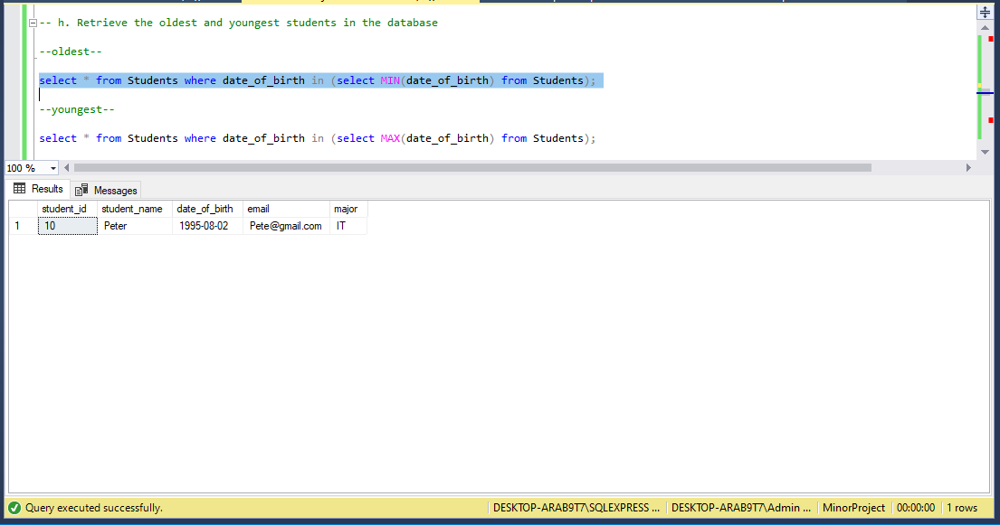 -- h. Retrieve the oldest and youngest students in the database
--oldest--
select * from Students where date_of_birth in (select MIN(date_of_birth) from Students);
--youngest--
select * from Students where date_of_birth in (select MAX(date_of_birth) from Students);
100 %
Results Messages
student_id student_name date_of_birth email major
1 10 Peter 1995-08-02 Pete@gmail.com IT
Query executed successfully. DESKTOP-ARAB9T7\SQLEXPRESS ... DESKTOP-ARAB9T7\Admin ... MinorProject 00:00:00 1 rows